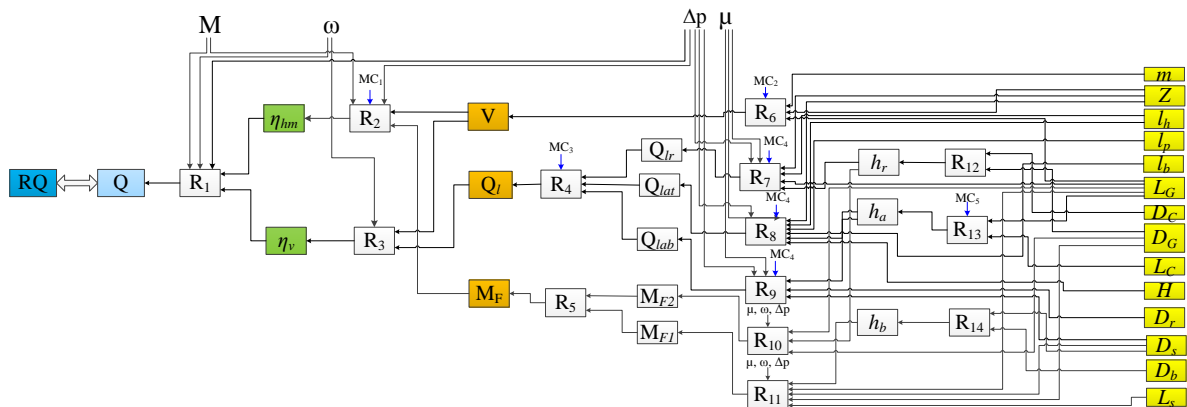 M ω Δp μ
MC₁ MC₂
m
Z
η_hm R₂ V R₆
l_h
MC₃ MC₄
l_p
Q_lr h_r R₁₂
l_b
RQ Q R₁ Q_l R₄ Q_lat R₇
L_G
MC₄ MC₅
h_a D_C
η_v R₃ Q_lab R₈ R₁₃ D_G
MC₄
L_C
M_F R₅ M_F2 R₉ H
μ, ω, Δp
M_F1 R₁₀ h_b R₁₄ D_r
D_s
μ, ω, Δp
D_b
R₁₁ L_s